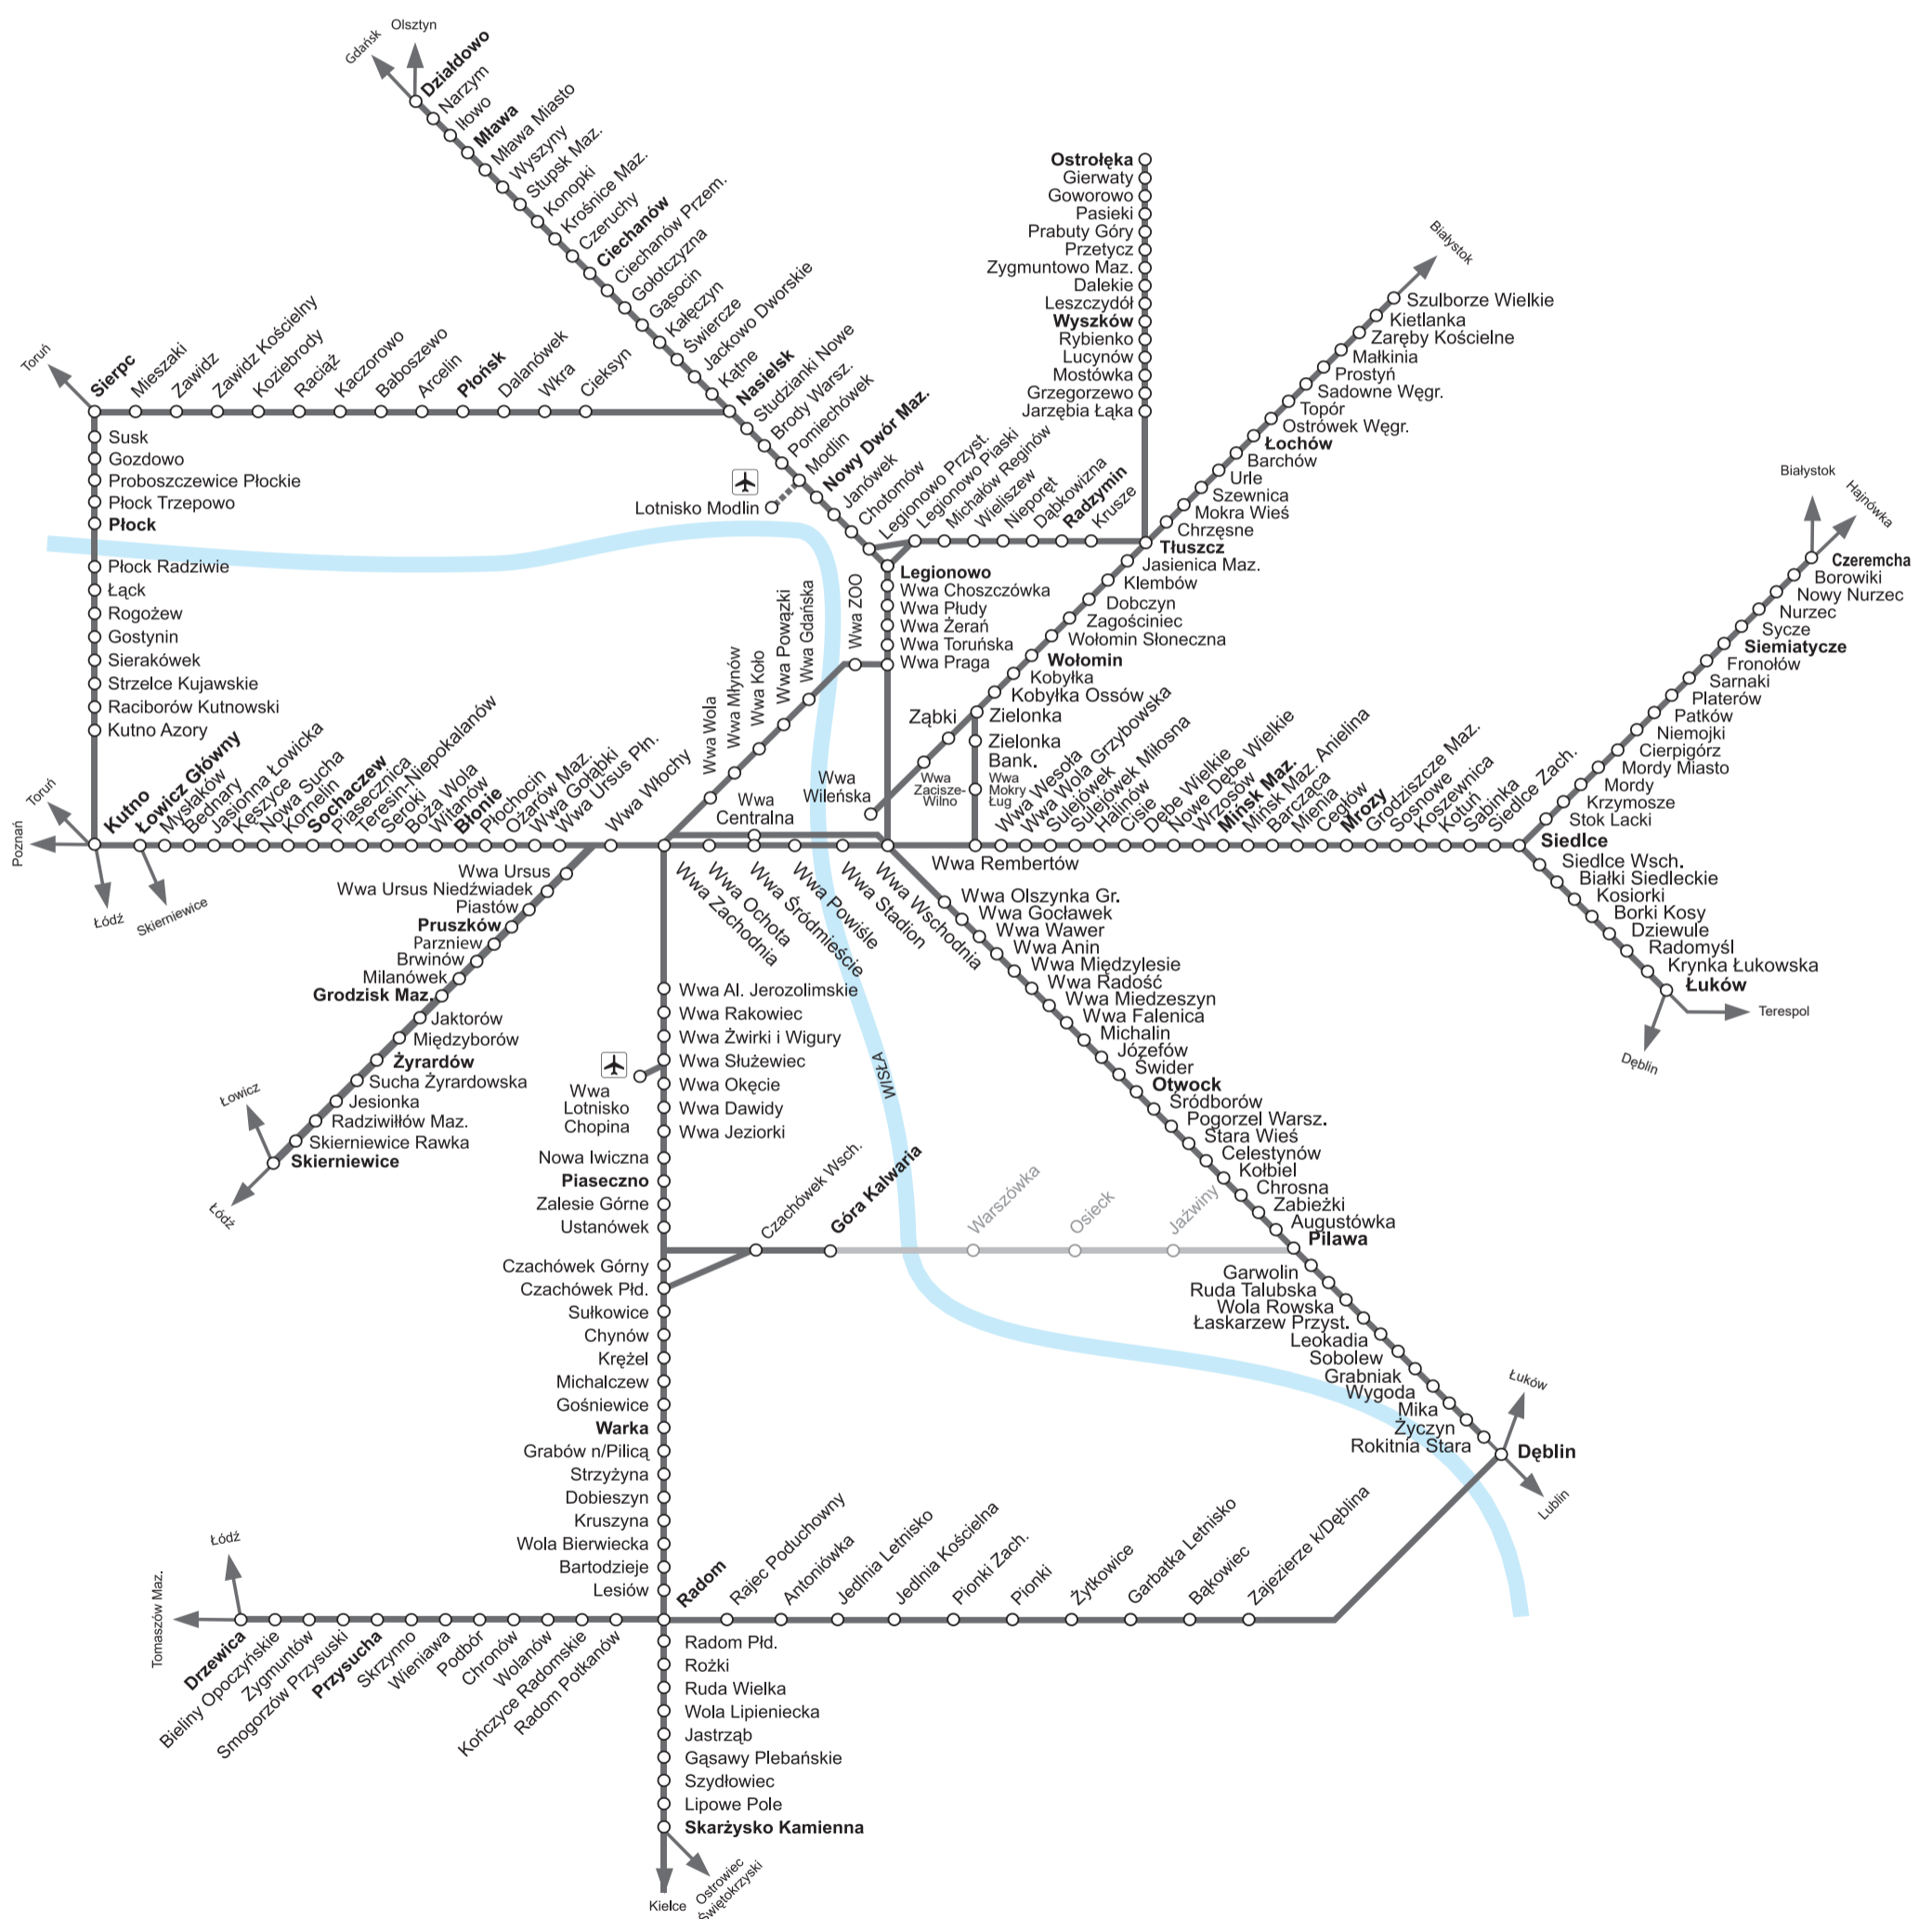 Gdańsk
Olsztyn
Działdowo
Narzym
Iłowo
Mława
Mława Miasto
Wyszyny
Stupsk Maz.
Konopki
Krośnice Maz.
Czeruchy
Ciechanów
Ciechanów Przem.
Gołotczyzna
Gąsocin
Kałęczyn
Świercze
Jackowo Dworskie
Kątne
Nasielsk
Studzianki Nowe
Brody Warsz.
Pomiechówek
Modlin
Nowy Dwór Maz.
Janówek
Chotomów
Legionowo Przyst.
Lotnisko Modlin
Legionowo Piaski
Michałów Reginów
Wieliszew
Nieporęt
Dąbkowizna
Radzymin
Krusze
Ostrołęka
Gierwaty
Goworowo
Pasieki
Prabuty Góry
Przetycz
Zygmuntowo Maz.
Dalekie
Leszczydół
Wyszków
Rybienko
Lucynów
Mostówka
Grzegorzewo
Jarzębia Łąka
Białystok
Szulborze Wielkie
Kietlanka
Zaręby Kościelne
Małkinia
Prostyń
Sadowne Węgr.
Topór
Ostrówek Węgr.
Łochów
Barchów
Urle
Szewnica
Mokra Wieś
Chrzęsne
Tłuszcz
Jasienica Maz.
Klembów
Dobczyn
Zagościniec
Wołomin Słoneczna
Wołomin
Kobyłka
Kobyłka Ossów
Zielonka
Ząbki
Zielonka
Bank.
Wwa
Zacisze-
Wilno
Wwa
Mokry
Ług
Wwa
Wileńska
Toruń
Sierpc
Mieszaki
Zawidz
Zawidz Kościelny
Koziebrody
Raciąż
Kaczorowo
Baboszewo
Arcelin
Płońsk
Dalanówek
Wkra
Cieksyn
Susk
Gozdowo
Proboszczewice Płockie
Płock Trzepowo
Płock
Płock Radziwie
Łąck
Rogożew
Gostynin
Sierakówek
Strzelce Kujawskie
Raciborów Kutnowski
Kutno Azory
Toruń
Poznań
Łódź
Skierniewice
Kutno
Łowicz Główny
Mysłaków
Bednary
Jasionna Łowicka
Kęszyce
Nowa Sucha
Kornelin
Sochaczew
Piasecznica
Teresin-Niepokalanów
Seroki
Boża Wola
Witanów
Błonie
Płochocin
Ożarów Maz.
Wwa Gołąbki
Wwa Ursus Płn.
Wwa Włochy
Legionowo
Wwa Choszczówka
Wwa Płudy
Wwa Żerań
Wwa Toruńska
Wwa Praga
Wwa ZOO
Wwa Gdańska
Wwa Powązki
Wwa Koło
Wwa Młynów
Wwa Wola
Wwa
Centralna
Wwa Zachodnia
Wwa Ochota
Wwa Śródmieście
Wwa Powiśle
Wwa Stadion
Wwa Wschodnia
Wwa Rembertów
Wwa Wesoła
Wwa Wola Grzybowska
Sulejówek
Sulejówek Miłosna
Halinów
Cisie
Dębe Wielkie
Nowe Dębe Wielkie
Wrzosów
Mińsk Maz.
Mińsk Maz. Anielina
Barcząca
Mienia
Cegłów
Mrozy
Grodziszcze Maz.
Sosnowe
Koszewnica
Kotuń
Sabinka
Siedlce Zach.
Siedlce
Białystok
Hajnówka
Czeremcha
Borowiki
Nowy Nurzec
Nurzec
Sycze
Siemiatycze
Fronołów
Sarnaki
Platerów
Patków
Niemojki
Cierpigórz
Mordy Miasto
Mordy
Krzymosze
Stok Lacki
Siedlce Wsch.
Białki Siedleckie
Kosiorki
Borki Kosy
Dziewule
Radomyśl
Krynka Łukowska
Łuków
Terespol
Dęblin
Wwa Ursus
Wwa Ursus Niedźwiadek
Piastów
Pruszków
Parzniew
Brwinów
Milanówek
Grodzisk Maz.
Jaktorów
Międzyborów
Żyrardów
Sucha Żyrardowska
Jesionka
Radziwiłłów Maz.
Skierniewice Rawka
Skierniewice
Łowicz
Łódź
Wwa Al. Jerozolimskie
Wwa Rakowiec
Wwa Żwirki i Wigury
Wwa Służewiec
Wwa Okęcie
Wwa Dawidy
Wwa Jeziorki
Wwa
Lotnisko
Chopina
Nowa Iwiczna
Piaseczno
Zalesie Górne
Ustanówek
Czachówek Górny
Czachówek Płd.
Sułkowice
Chynów
Krężel
Michalczew
Gośniewice
Warka
Grabów n/Pilicą
Strzyżyna
Dobieszyn
Kruszyna
Wola Bierwiecka
Bartodzieje
Lesiów
Czachówek Wsch.
Góra Kalwaria
Warszówka
Osieck
Jaźwiny
WISŁA
Wwa Olszynka Gr.
Wwa Gocławek
Wwa Wawer
Wwa Anin
Wwa Międzylesie
Wwa Radość
Wwa Miedzeszyn
Wwa Falenica
Michalin
Józefów
Świder
Otwock
Śródborów
Pogorzel Warsz.
Stara Wieś
Celestynów
Kołbiel
Chrosna
Zabieżki
Augustówka
Pilawa
Garwolin
Ruda Talubska
Wola Rowska
Łaskarzew Przyst.
Leokadia
Sobolew
Grabniak
Wygoda
Mika
Życzyn
Rokitnia Stara
Dęblin
Łuków
Lublin
Radom
Rajec Poduchowny
Antoniówka
Jedlnia Letnisko
Jedlnia Kościelna
Pionki Zach.
Pionki
Żytkowice
Garbatka Letnisko
Bąkowiec
Zajezierze k/Dęblina
Łódź
Tomaszów Maz.
Drzewica
Bieliny Opoczyńskie
Zygmuntów
Smogorzów Przysuski
Przysucha
Skrzynno
Wieniawa
Podbór
Chronów
Wolanów
Kończyce Radomskie
Radom Potkanów
Radom Płd.
Rożki
Ruda Wielka
Wola Lipieniecka
Jastrząb
Gąsawy Plebańskie
Szydłowiec
Lipowe Pole
Skarżysko Kamienna
Kielce
Ostrowiec
Świętokrzyski